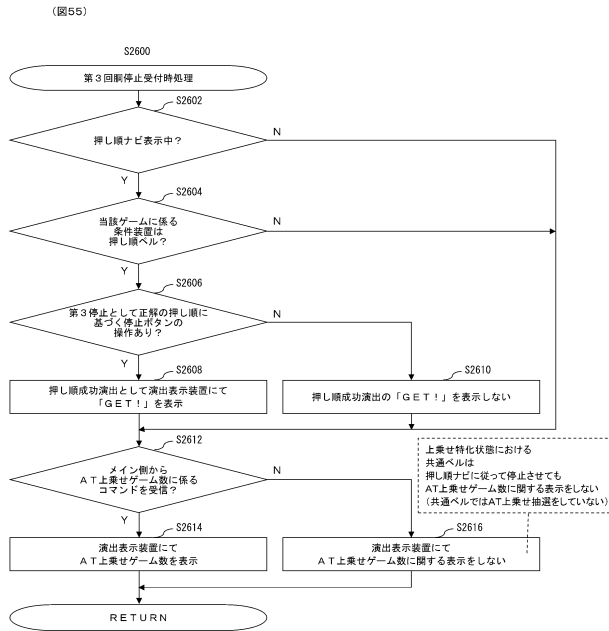 （図５５）
S2600
第３回胴停止受付時処理
S2602
押し順ナビ表示中？
N
Y
S2604
当該ゲームに係る
条件装置は
押し順ベル？
N
Y
S2606
第３停止として正解の押し順に
基づく停止ボタンの
操作あり？
N
Y
S2608
押し順成功演出として演出表示装置にて
「ＧＥＴ！」を表示
S2610
押し順成功演出の「ＧＥＴ！」を表示しない
S2612
メイン側から
ＡＴ上乗せゲーム数に係る
コマンドを受信？
N
Y
上乗せ特化状態における
共通ベルは
押し順ナビに従って停止させても
AT上乗せゲーム数に関する表示をしない
（共通ベルではAT上乗せ抽選をしていない）
S2614
演出表示装置にて
ＡＴ上乗せゲーム数を表示
S2616
演出表示装置にて
ＡＴ上乗せゲーム数に関する表示をしない
ＲＥＴＵＲＮ